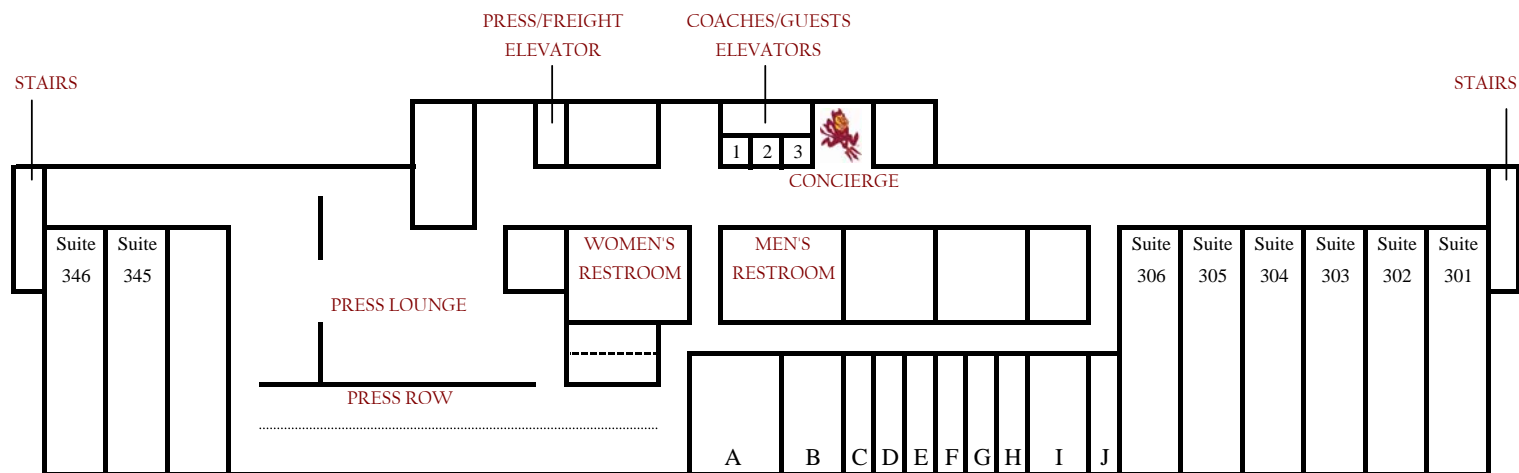 PRESS/FREIGHT
ELEVATOR
COACHES/GUESTS
ELEVATORS
STAIRS
STAIRS
1 2 3
CONCIERGE
Suite
346
Suite
345
WOMEN'S
RESTROOM
MEN'S
RESTROOM
Suite
306
Suite
305
Suite
304
Suite
303
Suite
302
Suite
301
PRESS LOUNGE
PRESS ROW
A B C D E F G H I J